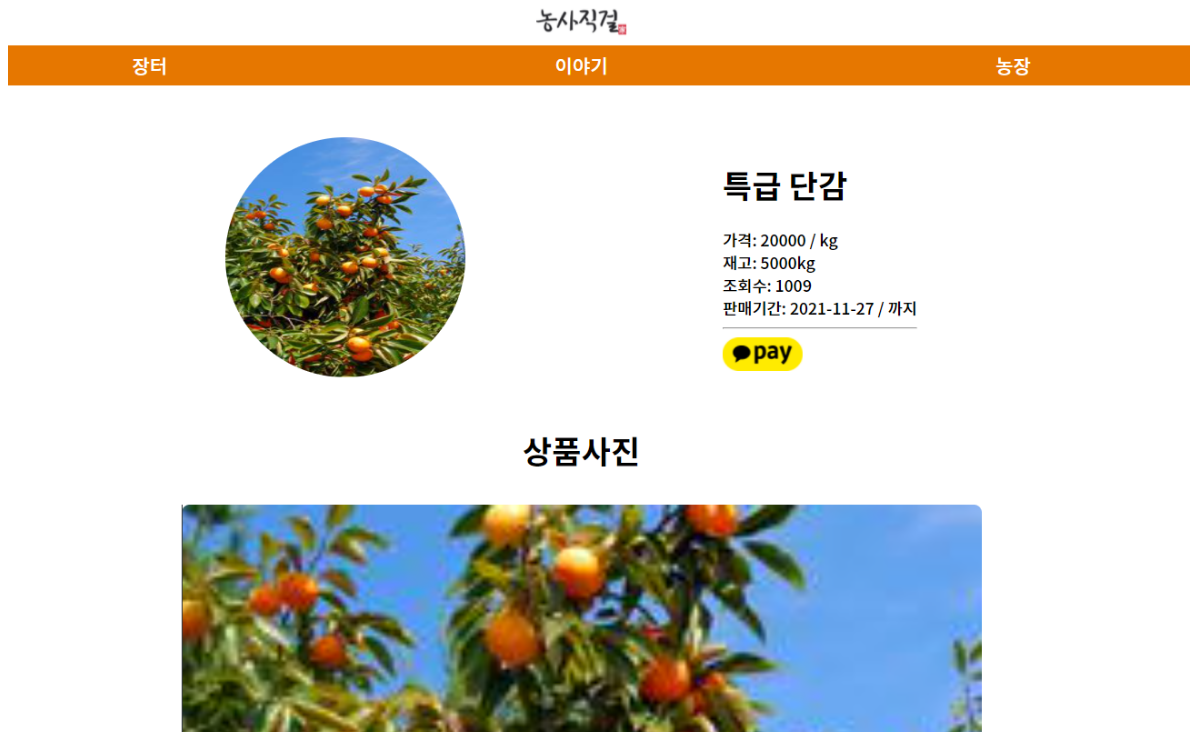 농사직걸
장터 이야기 농장
특급 단감
가격: 20000 / kg
재고: 5000kg
조회수: 1009
판매기간: 2021-11-27 / 까지
pay
상품사진